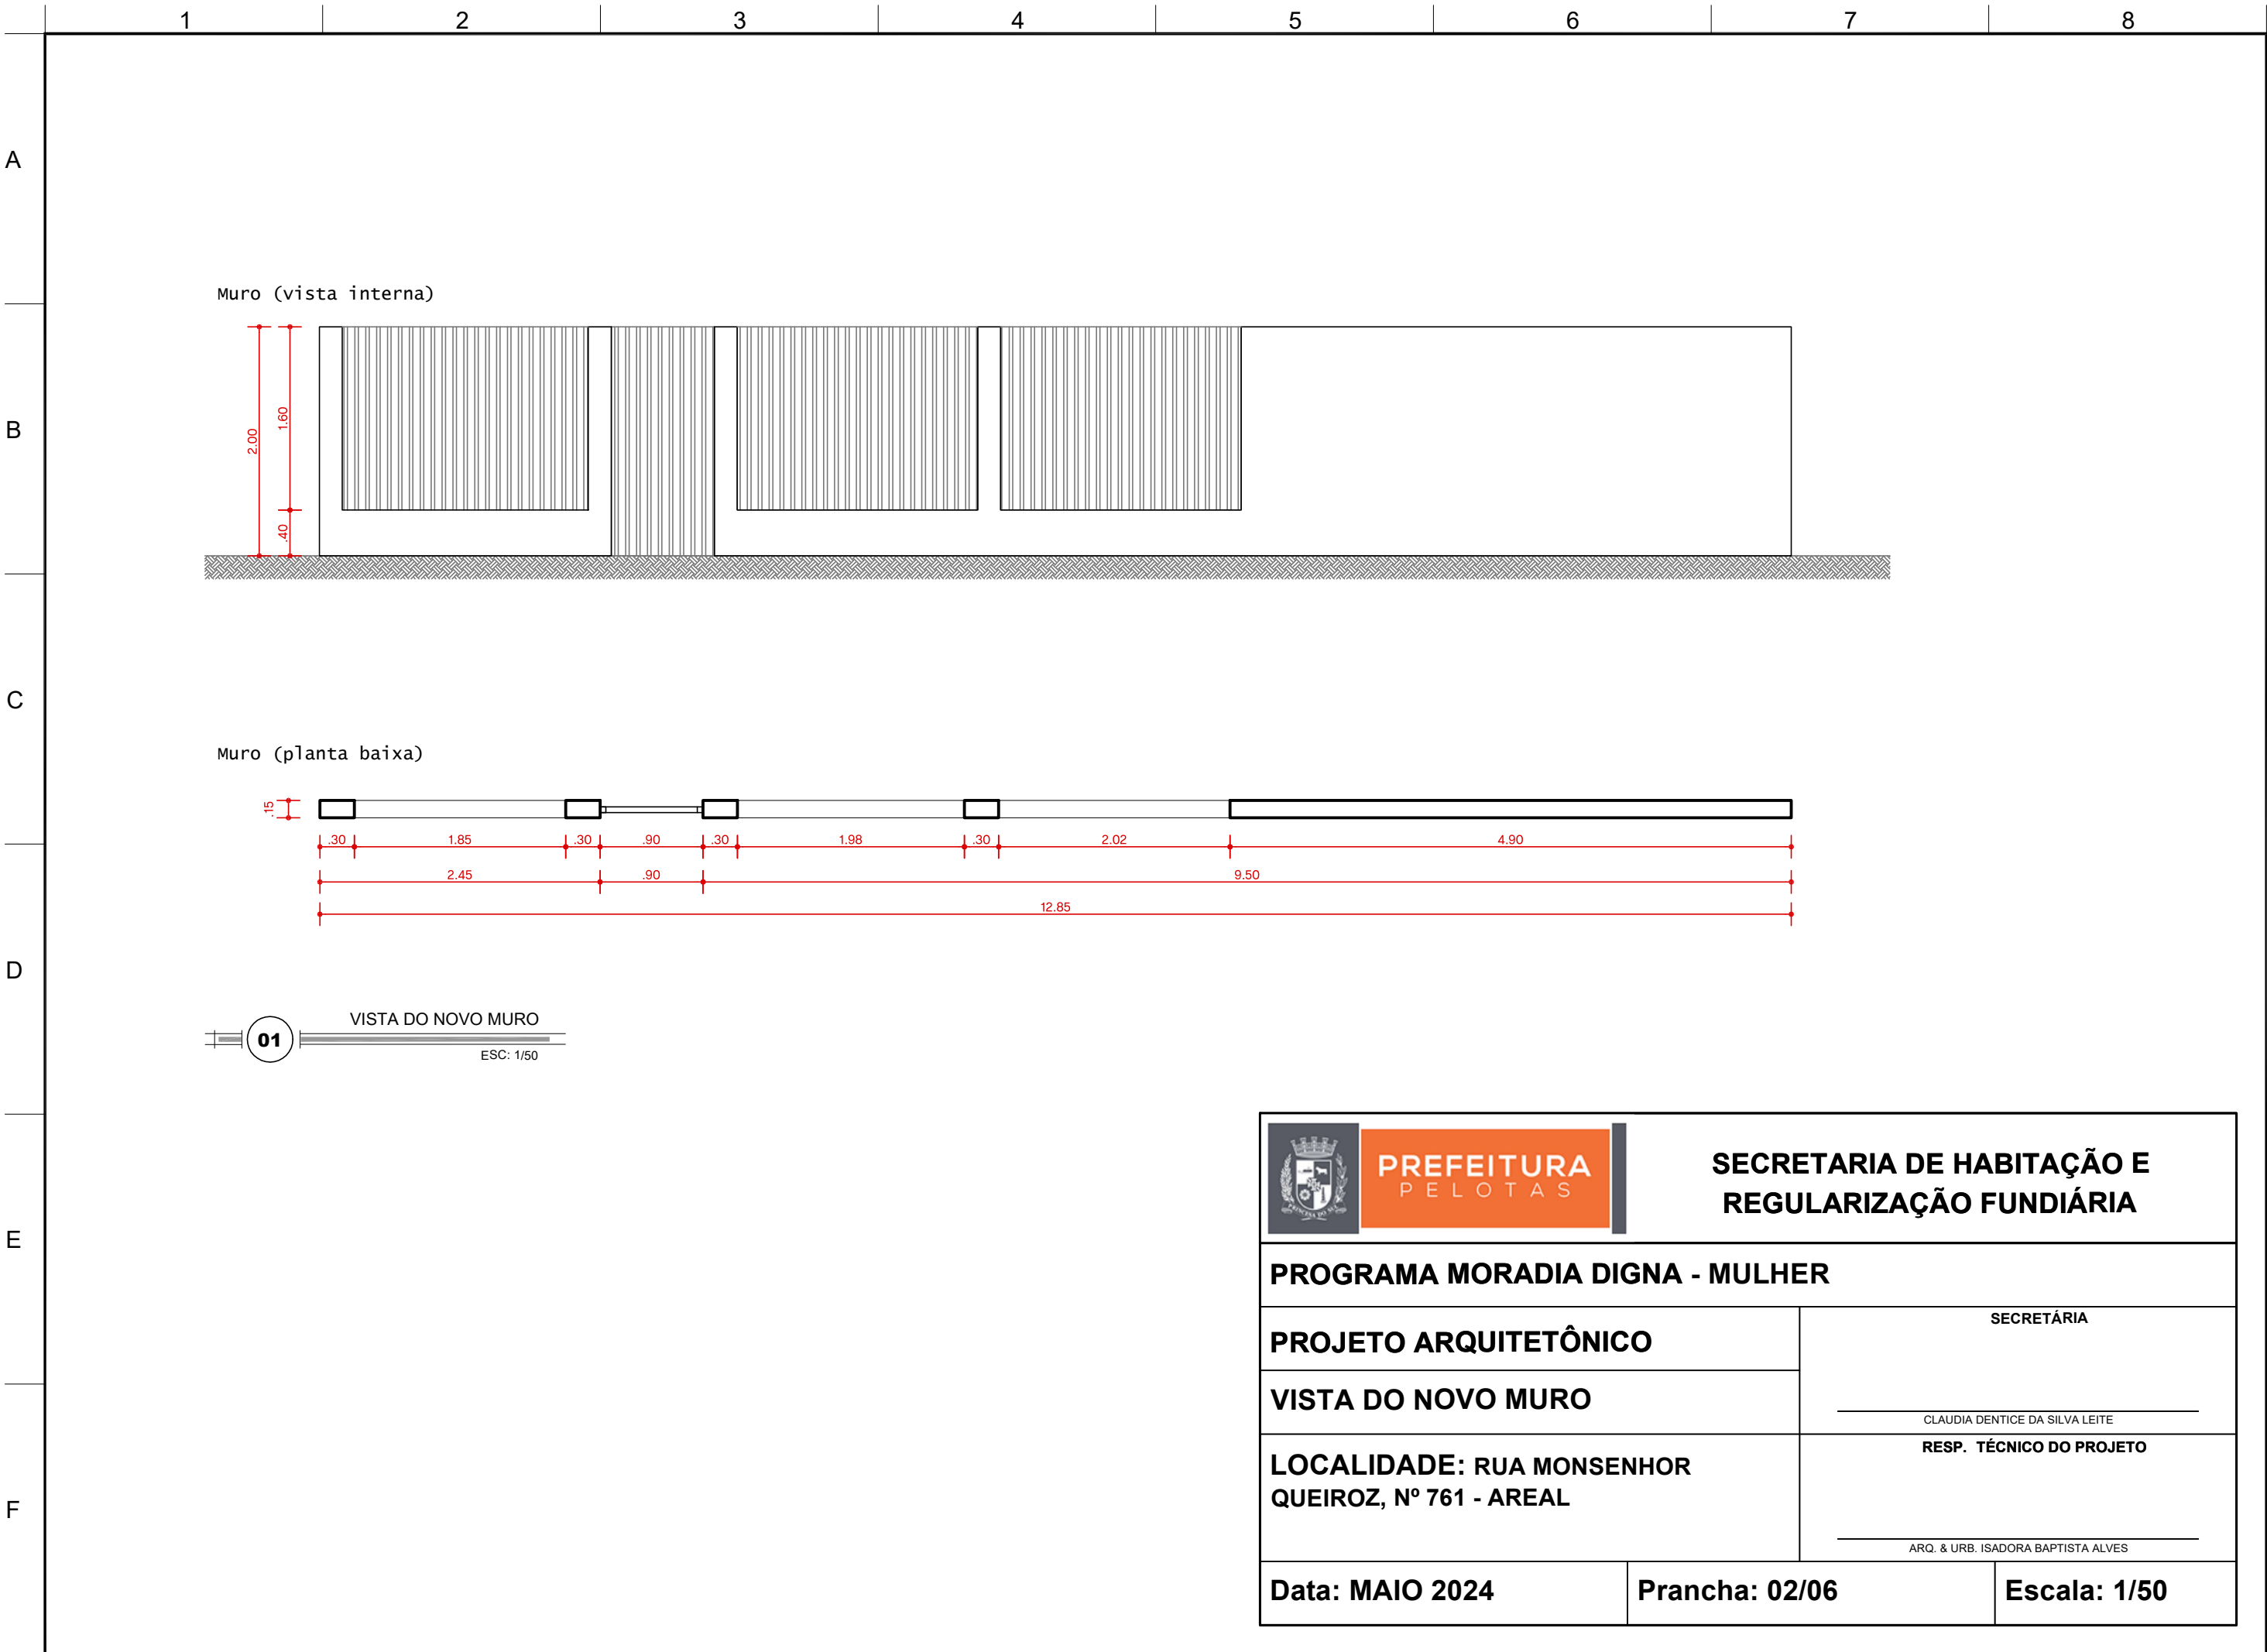 1 2 3 4 5 6 7 8
A
B
C
D
E
F
Muro (vista interna)
2.00
1.60
.40
Muro (planta baixa)
.15
.30 1.85 .30 .90 .30 1.98 .30 2.02 4.90
2.45 .90 9.50
12.85
01
VISTA DO NOVO MURO
ESC: 1/50
PRINCESA DO SUL
PREFEITURA
PELOTAS
SECRETARIA DE HABITAÇÃO E
REGULARIZAÇÃO FUNDIÁRIA
PROGRAMA MORADIA DIGNA - MULHER
PROJETO ARQUITETÔNICO
VISTA DO NOVO MURO
SECRETÁRIA
CLAUDIA DENTICE DA SILVA LEITE
LOCALIDADE: RUA MONSENHOR
QUEIROZ, Nº 761 - AREAL
RESP. TÉCNICO DO PROJETO
ARQ. & URB. ISADORA BAPTISTA ALVES
Data: MAIO 2024
Prancha: 02/06
Escala: 1/50